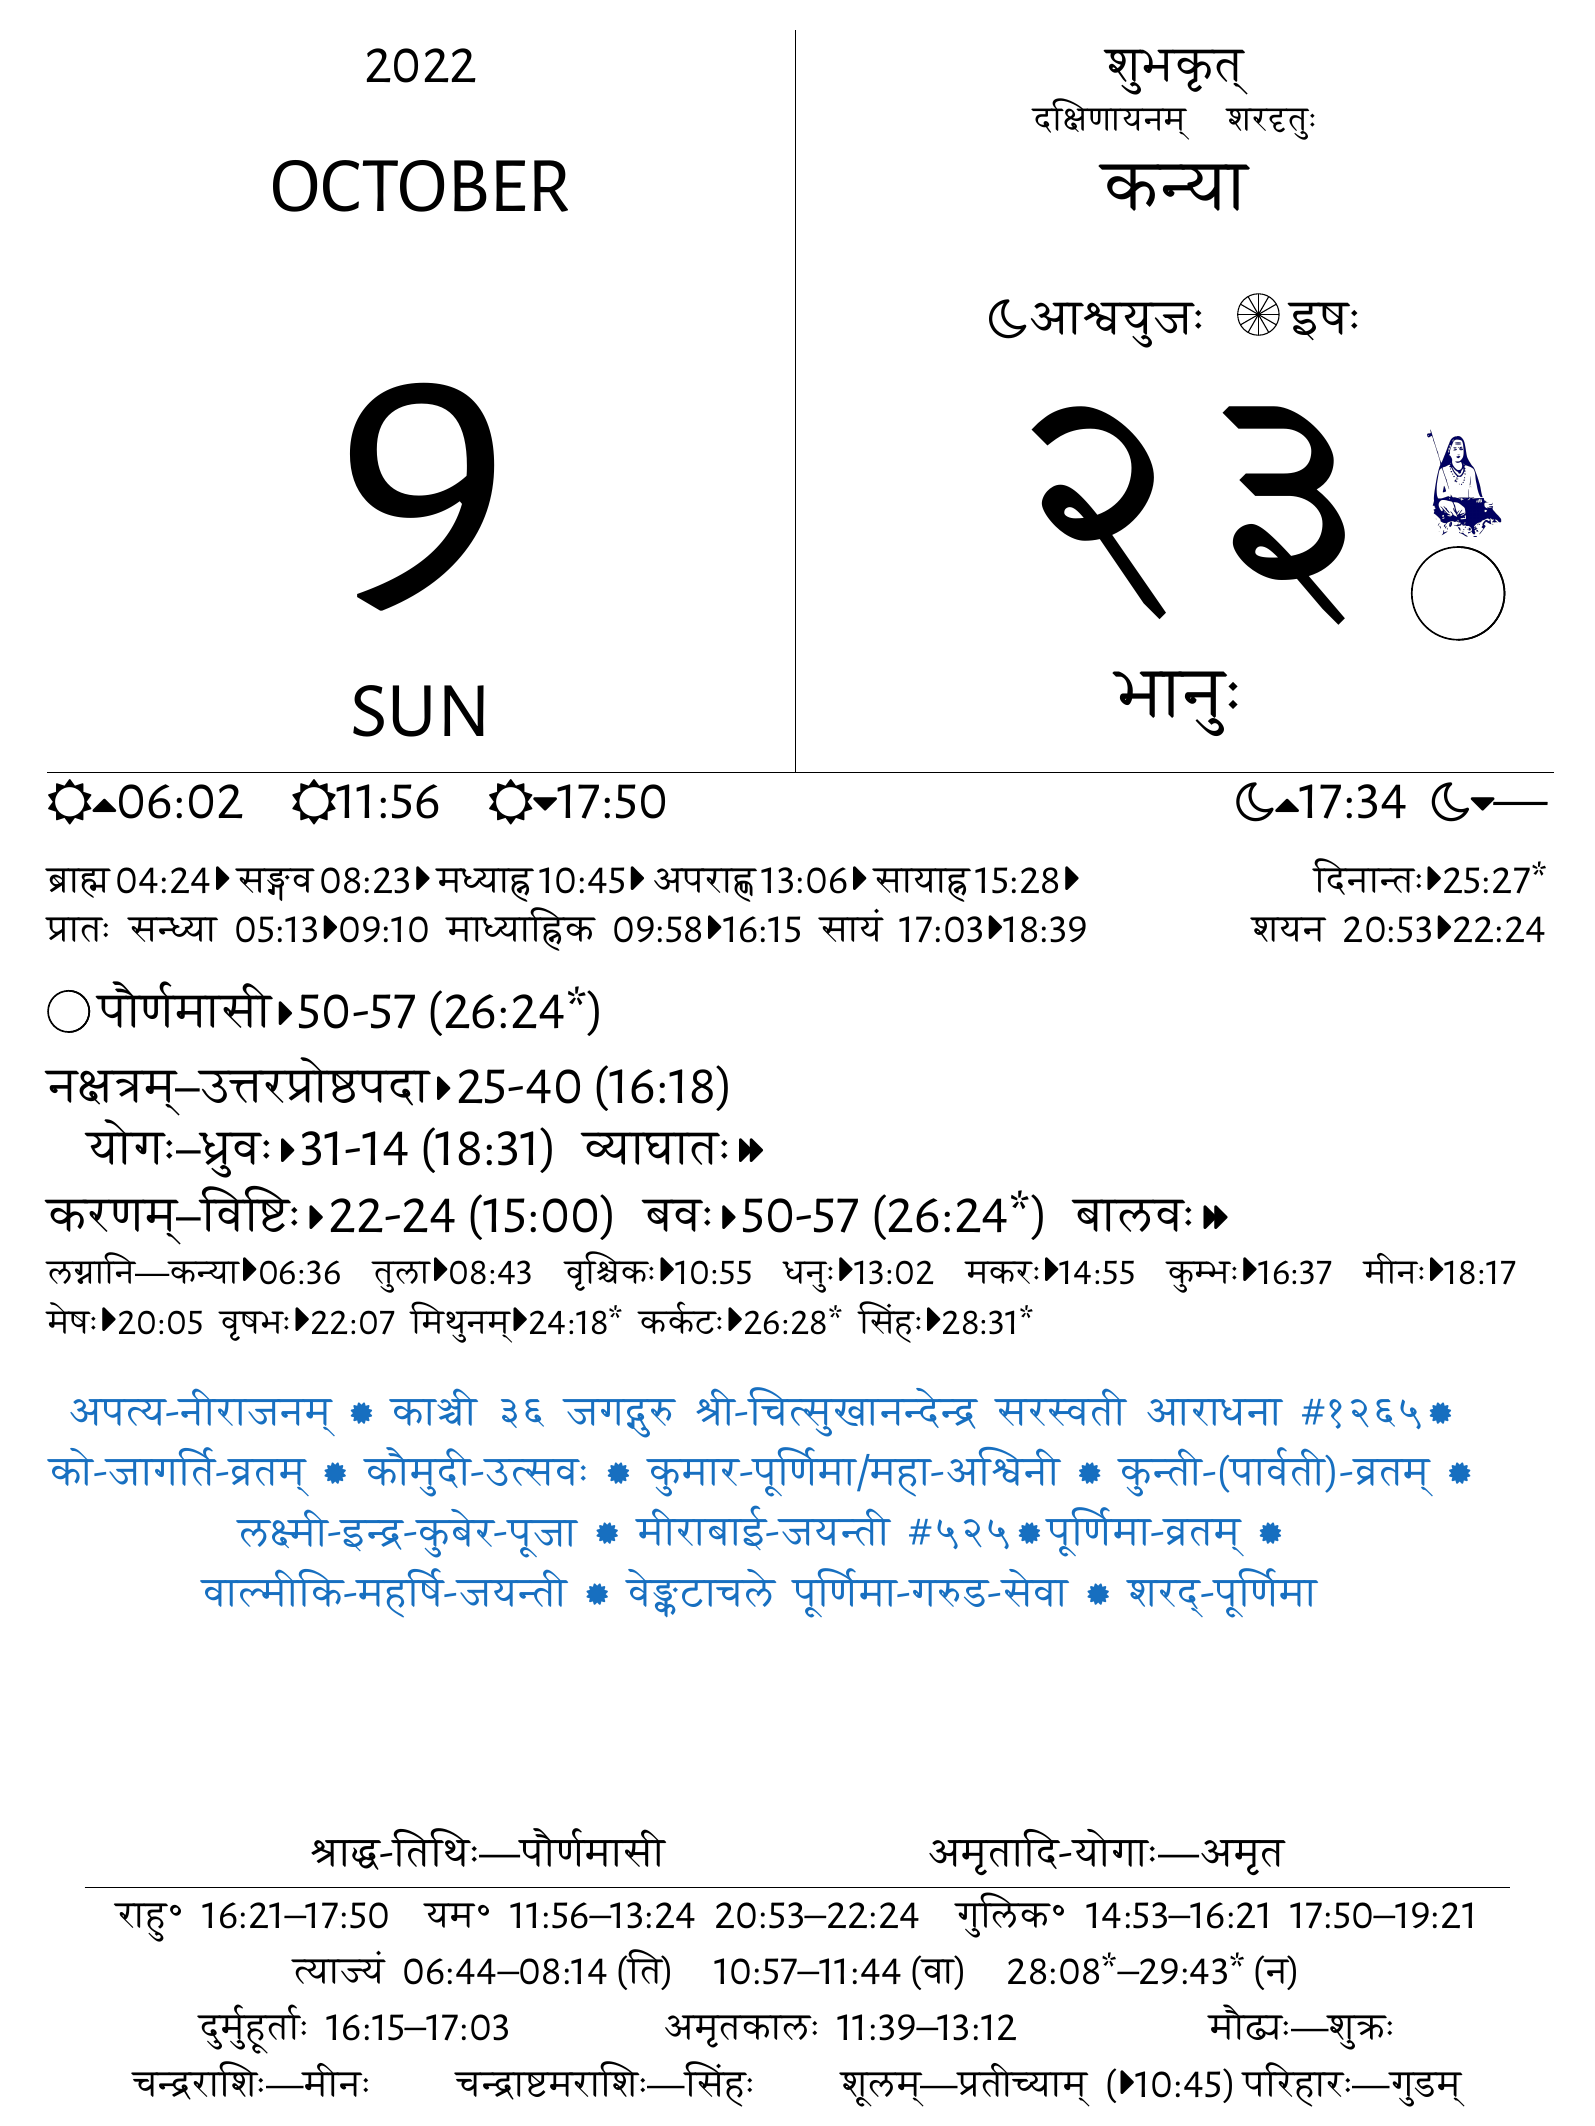 2022
OCTOBER
9
SUN
शुभकृत्
दक्षिणायनम् शरदृतुः
कन्या
आश्वयुजः इषः
२३
भानुः
06:02 11:56 17:50 17:34 —
ब्राह्म 04:24 सङ्गव 08:23 मध्याह्न 10:45 अपराह्ण 13:06 सायाह्न 15:28 दिनान्तः 25:27*
प्रातः सन्ध्या 05:13 09:10 माध्याह्निक 09:58 16:15 सायं 17:03 18:39 शयन 20:53 22:24
पौर्णमासी 50-57 (26:24*)
नक्षत्रम्–उत्तरप्रोष्ठपदा 25-40 (16:18)
योगः–ध्रुवः 31-14 (18:31) व्याघातः
करणम्–विष्टिः 22-24 (15:00) बवः 50-57 (26:24*) बालवः
लग्नानि—कन्या 06:36 तुला 08:43 वृश्चिकः 10:55 धनुः 13:02 मकरः 14:55 कुम्भः 16:37 मीनः 18:17
मेषः 20:05 वृषभः 22:07 मिथुनम् 24:18* कर्कटः 26:28* सिंहः 28:31*
अपत्य-नीराजनम् काञ्ची ३६ जगद्गुरु श्री-चित्सुखानन्देन्द्र सरस्वती आराधना #१२६५
को-जागर्ति-व्रतम् कौमुदी-उत्सवः कुमार-पूर्णिमा/महा-अश्विनी कुन्ती-(पार्वती)-व्रतम्
लक्ष्मी-इन्द्र-कुबेर-पूजा मीराबाई-जयन्ती #५२५ पूर्णिमा-व्रतम्
वाल्मीकि-महर्षि-जयन्ती वेङ्कटाचले पूर्णिमा-गरुड-सेवा शरद्-पूर्णिमा
श्राद्ध-तिथिः—पौर्णमासी अमृतादि-योगाः—अमृत
राहु॰ 16:21–17:50 यम॰ 11:56–13:24 20:53–22:24 गुलिक॰ 14:53–16:21 17:50–19:21
त्याज्यं 06:44–08:14 (ति) 10:57–11:44 (वा) 28:08*–29:43* (न)
दुर्मुहूर्ताः 16:15–17:03 अमृतकालः 11:39–13:12 मौढ्यः—शुक्रः
चन्द्रराशिः—मीनः चन्द्राष्टमराशिः—सिंहः शूलम्—प्रतीच्याम् (10:45) परिहारः—गुडम्